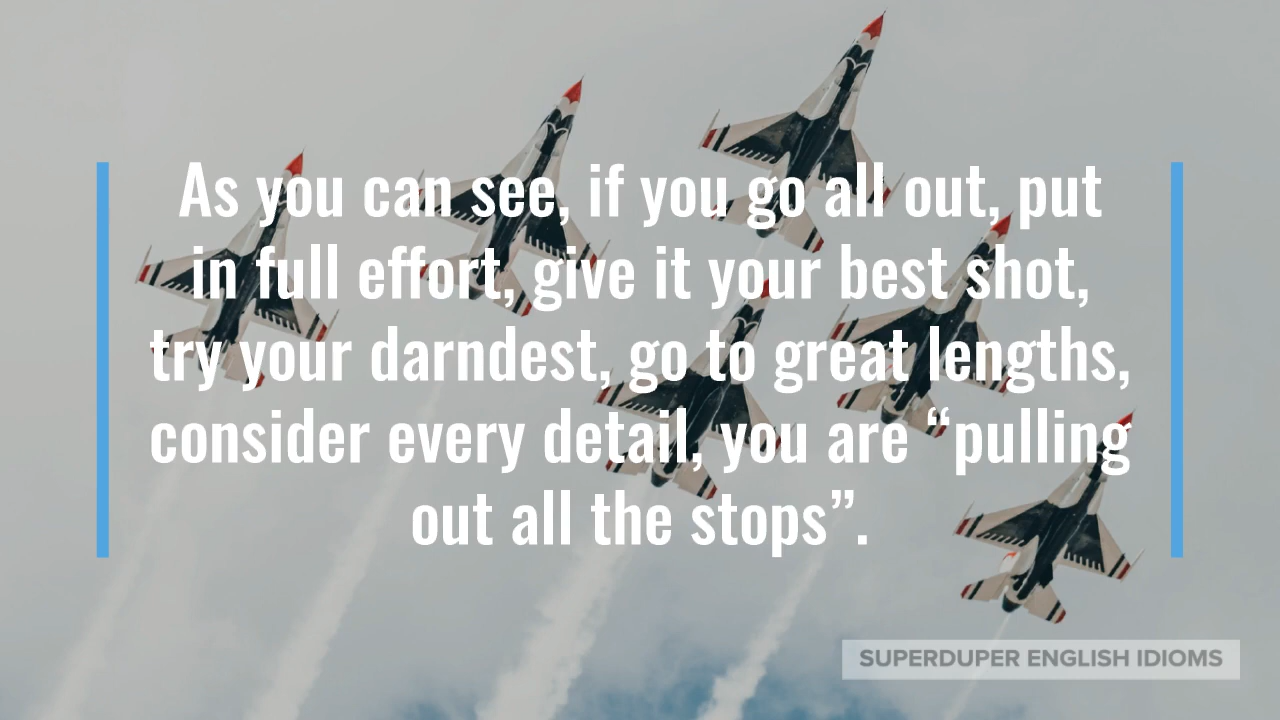 As you can see, if you go all out, put
in full effort, give it your best shot,
try your darndest, go to great lengths,
consider every detail, you are “pulling
out all the stops”.
SUPERDUPER ENGLISH IDIOMS